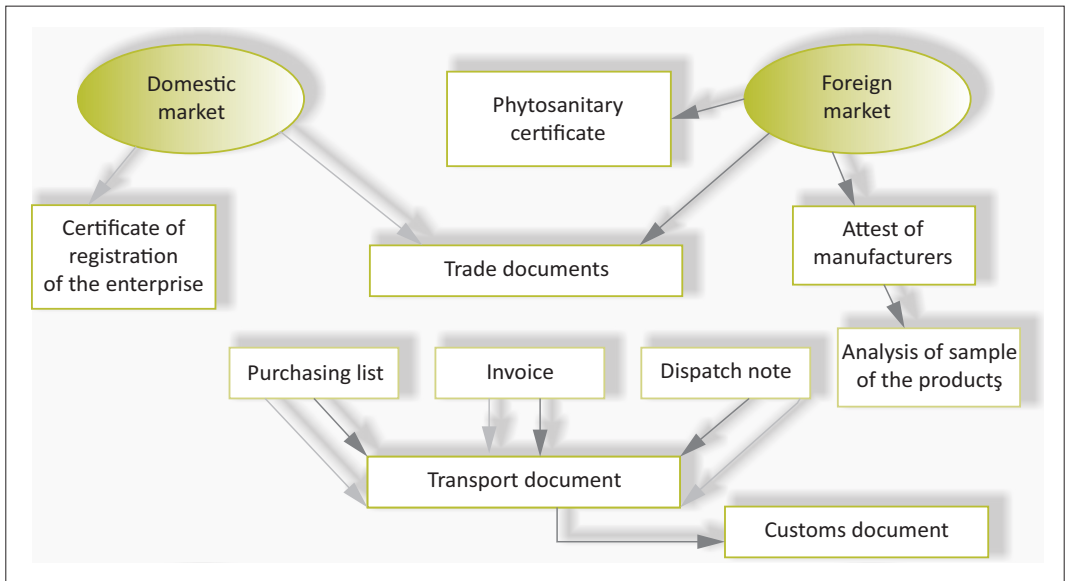 Domestic
market
Phytosanitary
certificate
Foreign
market
Certificate of
registration
of the enterprise
Trade documents
Attest of
manufacturers
Purchasing list
Invoice
Dispatch note
Analysis of sample
of the productş
Transport document
Customs document